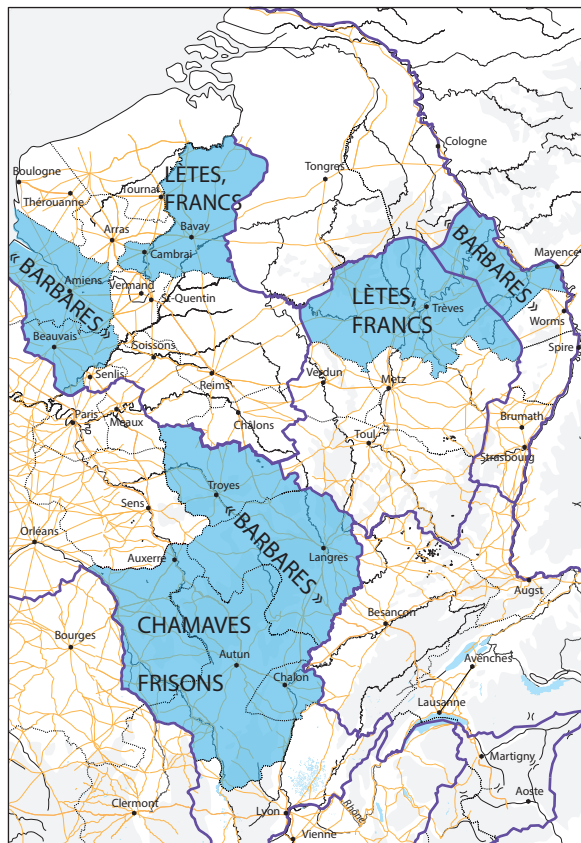 Cologne
Boulogne
LÈTES,
FRANCS
Tongres
Thérouanne
Tournai
Arras
Bavay
Cambrai
« BARBARES »
Amiens
Vermand
St-Quentin
Beauvais
Soissons
Senlis
Reims
« BARBARES »
Mayence
LÈTES,
FRANCS
Trèves
Worms
Spire
Verdun
Metz
Paris
Meaux
Châlons
Toul
Brumath
Strasbourg
Troyes
Sens
« BARBARES »
Orléans
Auxerre
Langres
Augst
CHAMAVES
Besançon
Bourges
Autun
FRISONS
Chalon
Avenches
Lausanne
Martigny
Clermont
Lyon
Rhône
Aoste
Vienne